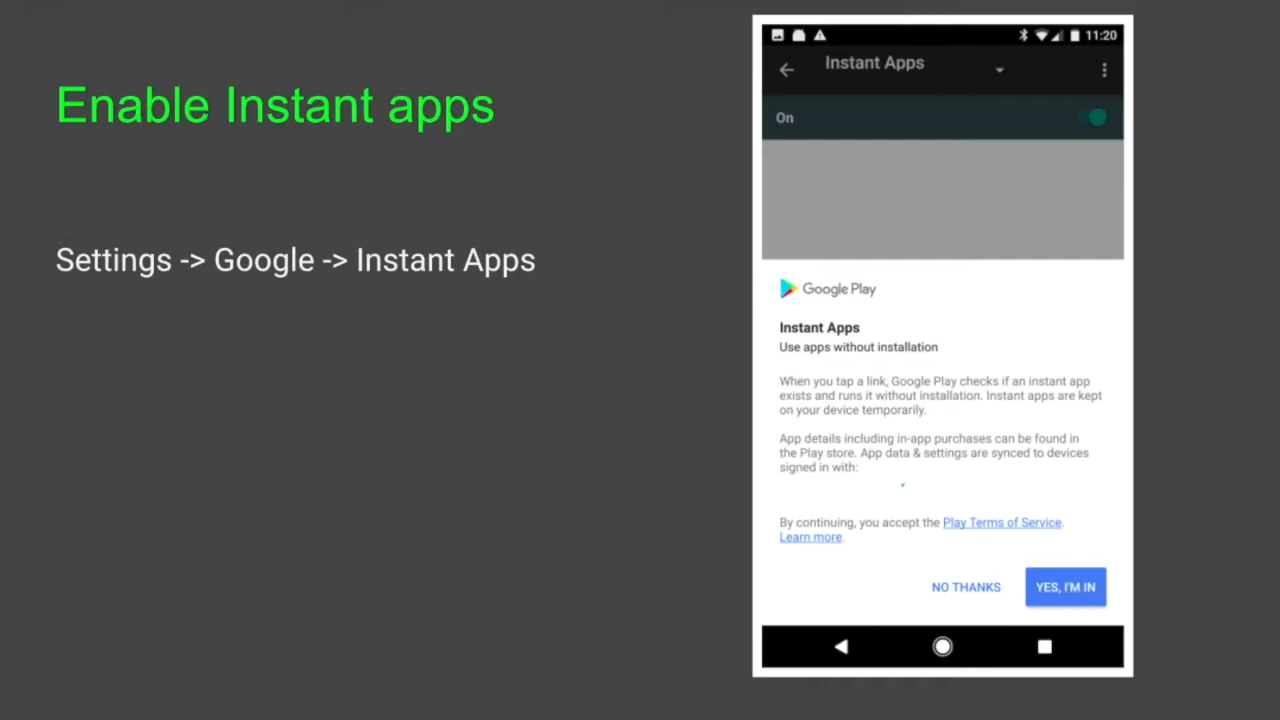 Enable Instant apps
Settings -> Google -> Instant Apps
11:20
Instant Apps
On
Google Play
Instant Apps
Use apps without installation
When you tap a link, Google Play checks if an instant app
exists and runs it without installation. Instant apps are kept
on your device temporarily.
App details including in-app purchases can be found in
the Play store. App data & settings are synced to devices
signed in with:
By continuing, you accept the Play Terms of Service.
Learn more.
NO THANKS
YES, I'M IN